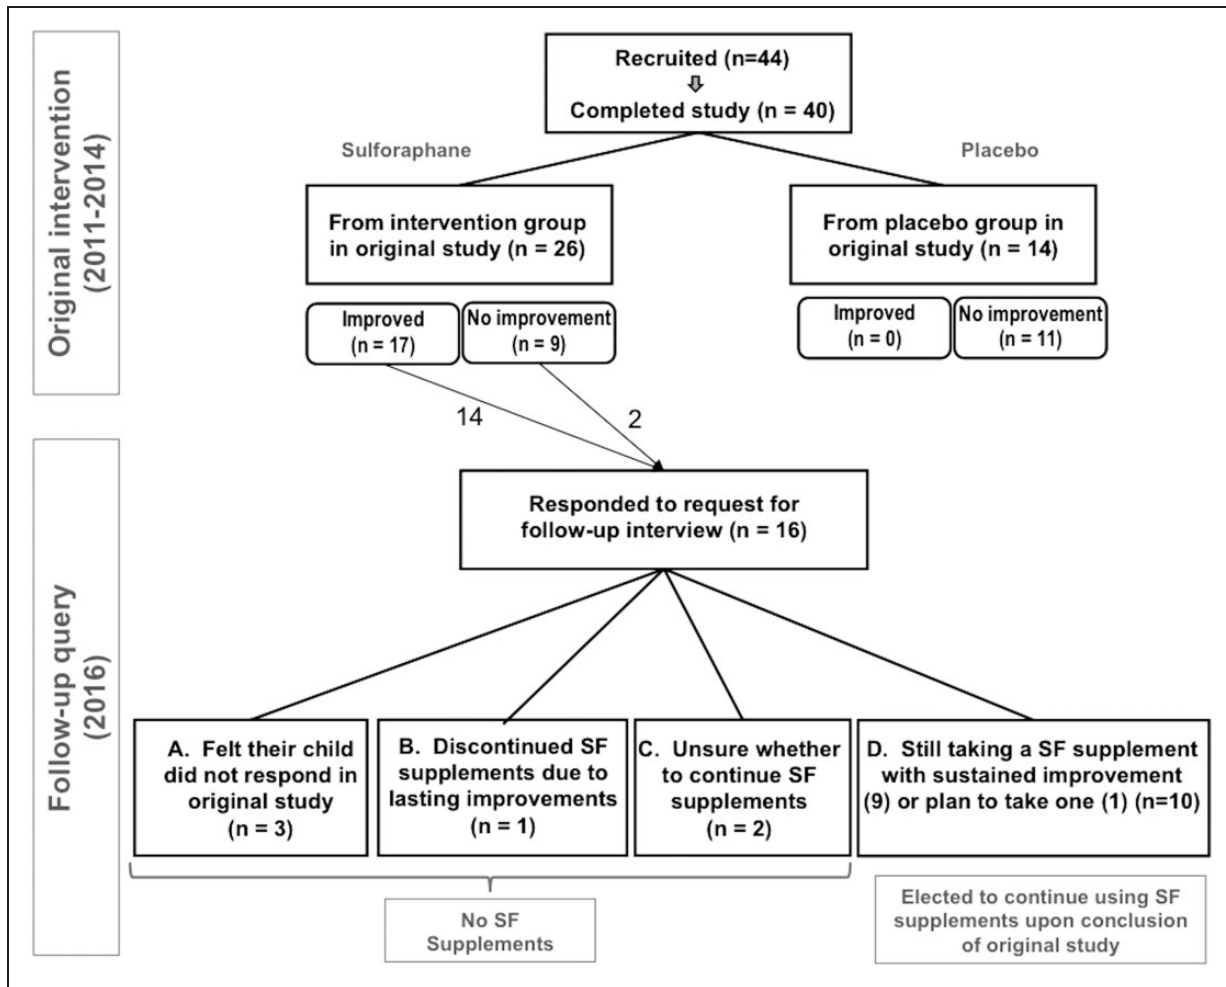 Original intervention
(2011-2014)
Recruited (n=44)
Completed study (n = 40)
Sulforaphane
Placebo
From intervention group
in original study (n = 26)
From placebo group in
original study (n = 14)
Improved
(n = 17)
No improvement
(n = 9)
Improved
(n = 0)
No improvement
(n = 11)
14
2
Follow-up query
(2016)
Responded to request for
follow-up interview (n = 16)
A. Felt their child
did not respond in
original study
(n = 3)
B. Discontinued SF
supplements due to
lasting improvements
(n = 1)
C. Unsure whether
to continue SF
supplements
(n = 2)
D. Still taking a SF supplement
with sustained improvement
(9) or plan to take one (1) (n=10)
No SF
Supplements
Elected to continue using SF
supplements upon conclusion
of original study